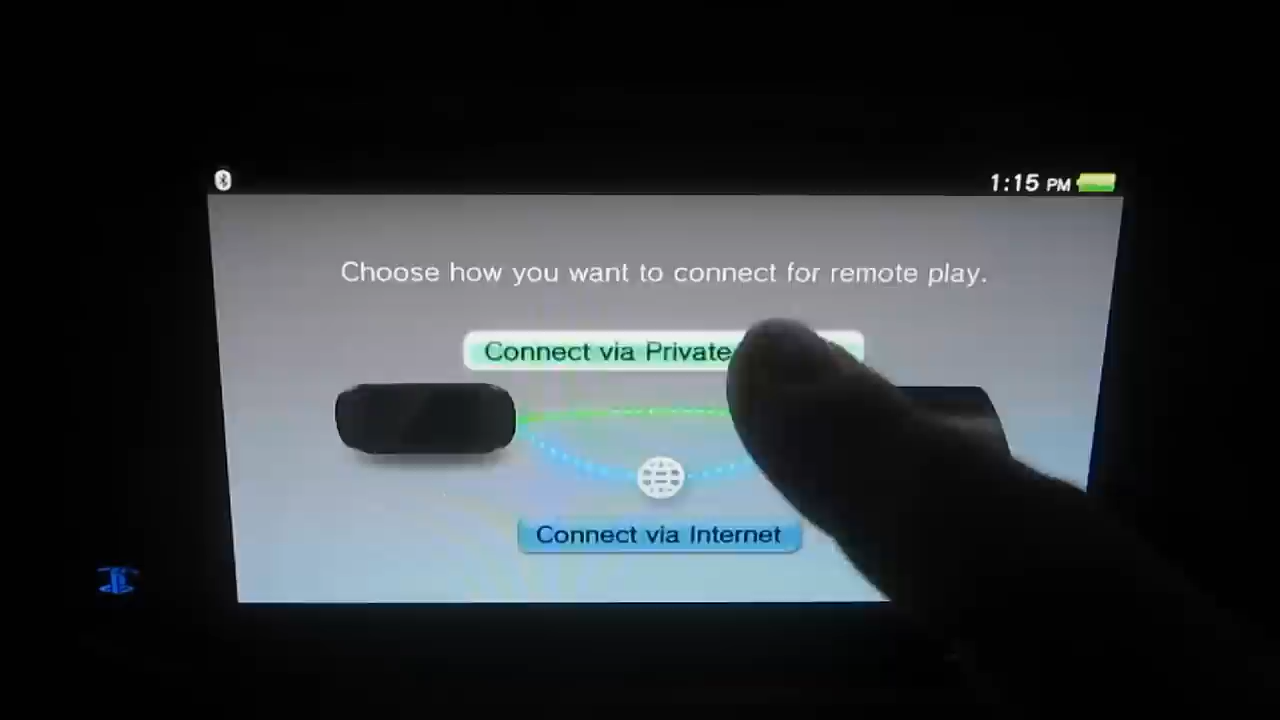 1:15 PM
Choose how you want to connect for remote play.
Connect via Private
Connect via Internet